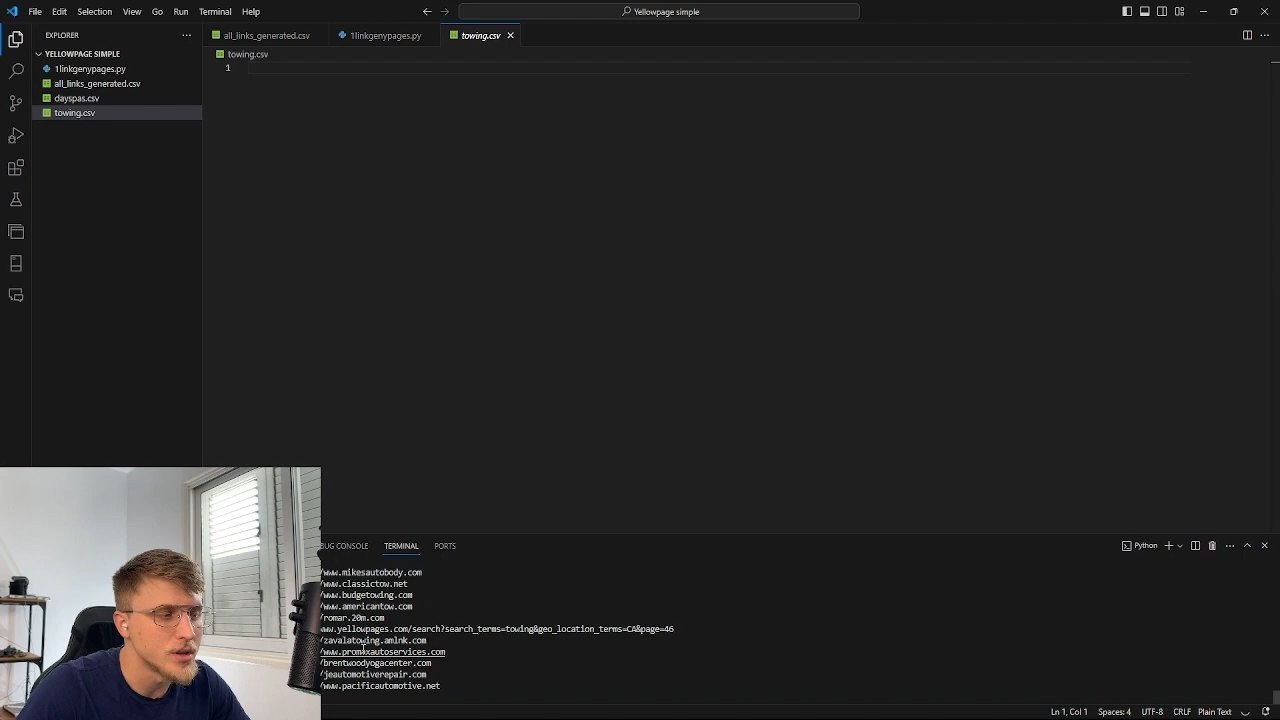 File Edit Selection View Go Run Terminal Help
Yellowpage simple
EXPLORER
YELLOWPAGE SIMPLE
1linkgenypages.py
all_links_generated.csv
dayspas.csv
towing.csv
all_links_generated.csv
1linkgenypages.py
towing.csv
towing.csv
1
BUG CONSOLE TERMINAL PORTS
Python
/www.mikesautobody.com
/www.classictow.net
/www.budgetowing.com
/www.americantow.com
/romar.20m.com
ww.yellowpages.com/search?search_terms=towing&geo_location_terms=CA&page=46
/zavalatowing.amlnk.com
/brentwoodyogacenter.com
/jeautomotiverepair.com
/www.pacificautomotive.net
Ln 1, Col 1 Spaces: 4 UTF-8 CRLF Plain Text